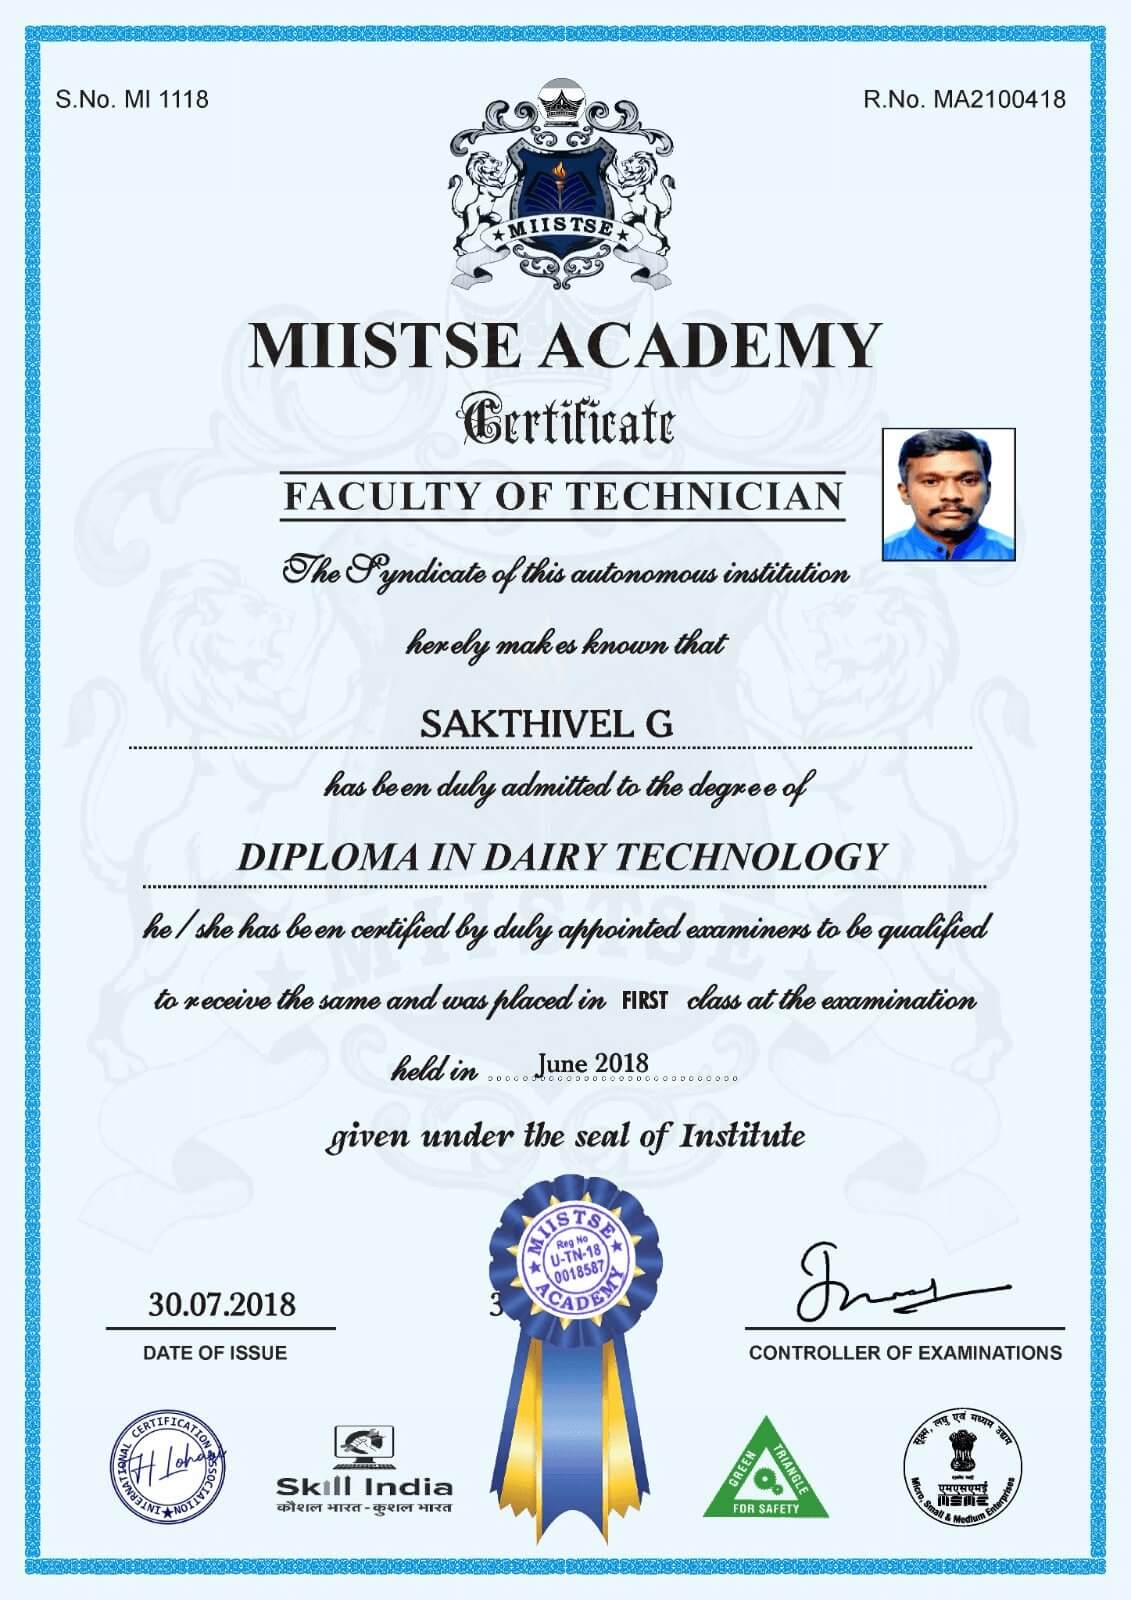 S.No. MI 1118
R.No. MA2100418
★ MIISTSE ★
MIISTSE ACADEMY
Certificate
FACULTY OF TECHNICIAN
The Syndicate of this autonomous institution
herely makes known that
SAKTHIVEL G
has been duly admitted to the degree of
DIPLOMA IN DAIRY TECHNOLOGY
he / she has been certified by duly appointed examiners to be qualified
to receive the same and was placed in FIRST class at the examination
held in June 2018
given under the seal of Institute
MIISTSE
Reg No
U-TN-18
0018587
ACADEMY
30.07.2018
3
DATE OF ISSUE
CONTROLLER OF EXAMINATIONS
INTERNATIONAL CERTIFICATION ASSOCIATION
Skill India
कौशल भारत - कुशल भारत
GREEN TRIANGLE
FOR SAFETY
सूक्ष्म, लघु एवं मध्यम उद्यम
एमएसएमई
MSME
Micro, Small & Medium Enterprises